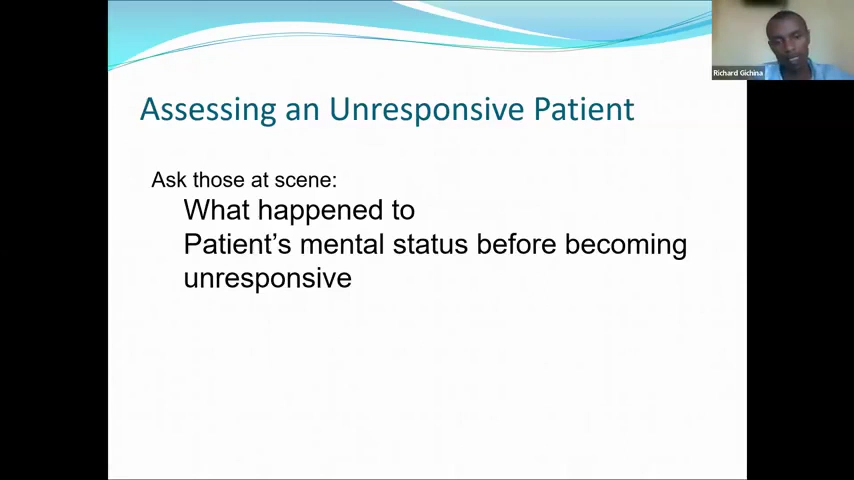 Richard Gichina
Assessing an Unresponsive Patient
Ask those at scene:
What happened to
Patient's mental status before becoming
unresponsive